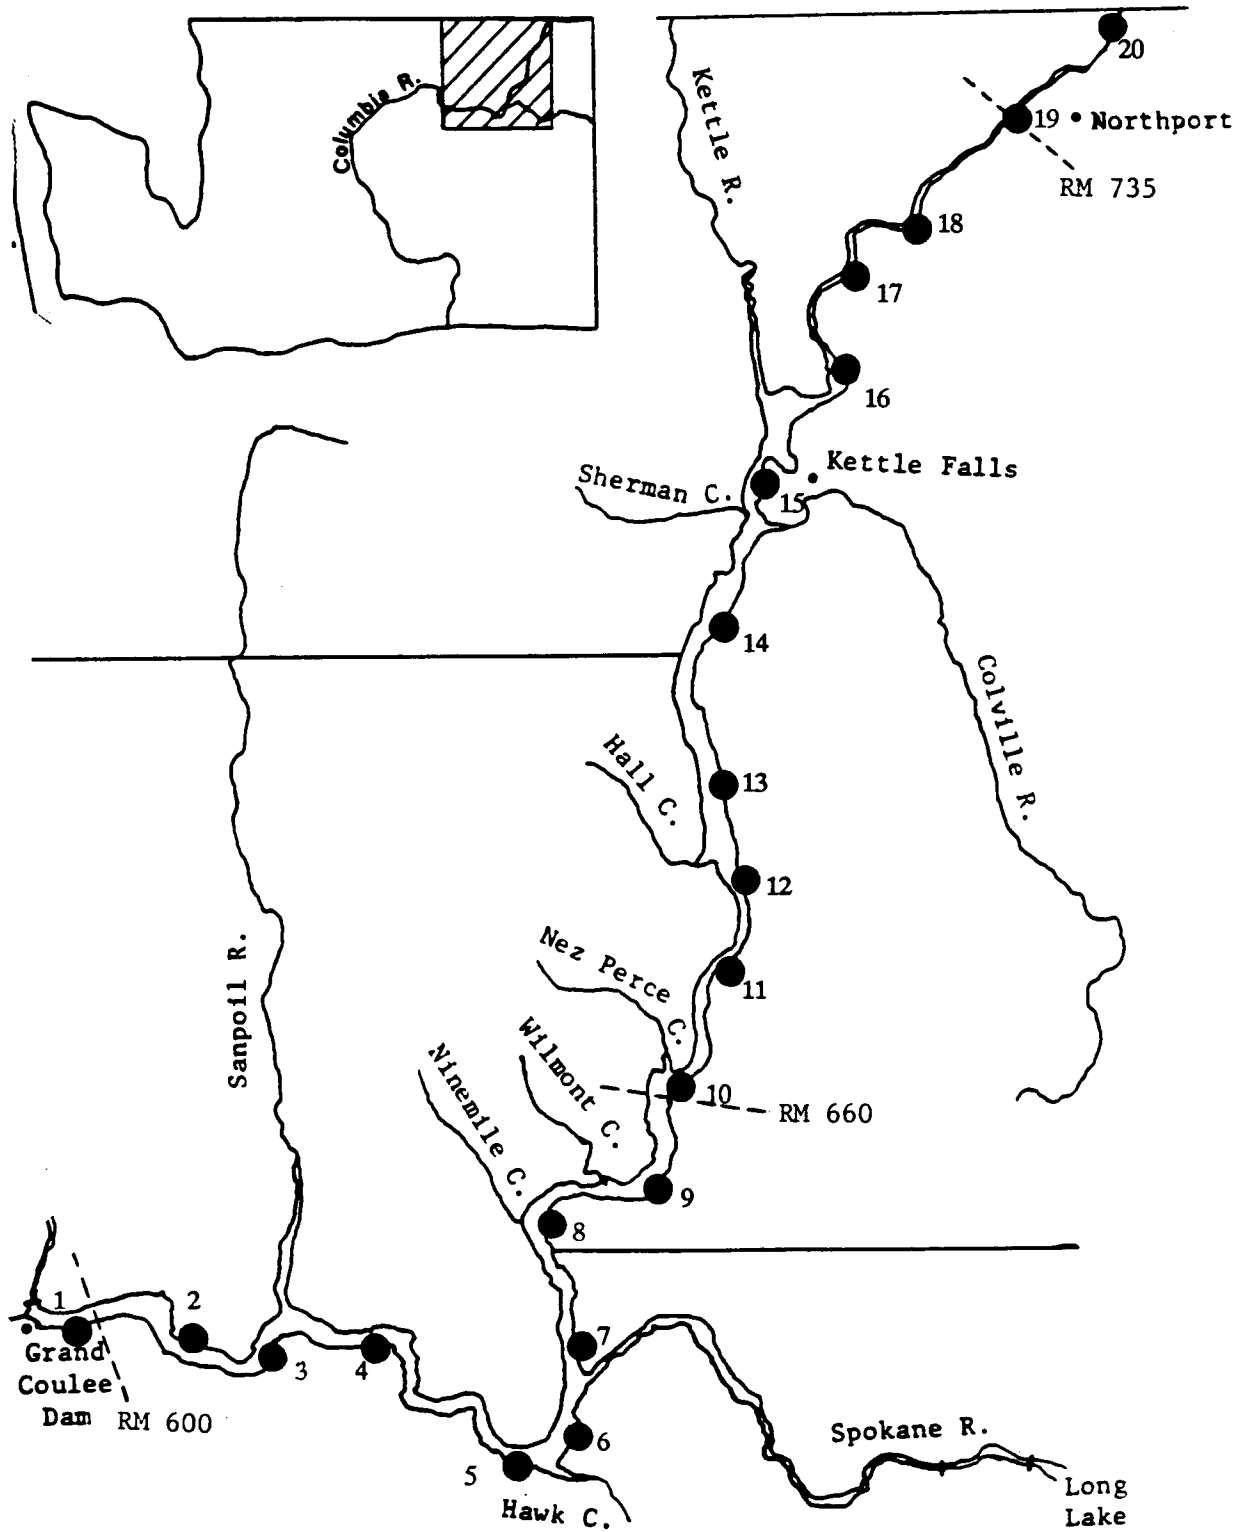 Columbia R.
Kettle R.
20
19
Northport
RM 735
18
17
16
Kettle Falls
Sherman C.
15
14
Colville R.
Hall C.
13
12
Nez Perce C.
11
Sanpoil R.
Wilmont C.
Ninemile C.
10
RM 660
9
8
1
2
3
4
7
Grand
Coulee
Dam
RM 600
6
5
Spokane R.
Hawk C.
Long
Lake